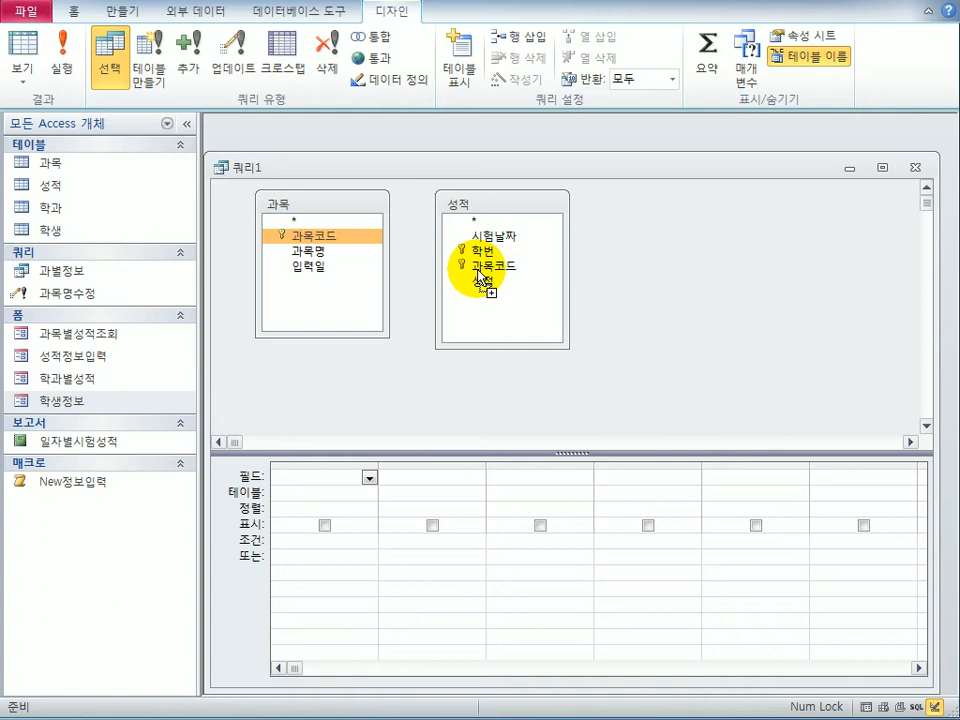 파일 홈 만들기 외부 데이터 데이터베이스 도구 디자인
보기 실행 선택 테이블 만들기 추가 업데이트 크로스탭 삭제 통합 통과 데이터 정의 테이블 표시 행 삽입 행 삭제 작성기 열 삽입 열 삭제 반환: 모두 요약 매개 변수 속성 시트 테이블 이름
결과 쿼리 유형 쿼리 설정 표시/숨기기
모든 Access 개체
테이블
과목
성적
학과
학생
쿼리
과별정보
과목명수정
폼
과목별성적조회
성적정보입력
학과별성적
학생정보
보고서
일자별시험성적
매크로
New정보입력
쿼리1
과목
*
과목코드
과목명
입력일
성적
*
시험날짜
학번
과목코드
성적
필드:
테이블:
정렬:
표시:
조건:
또는:
준비
Num Lock
SQL